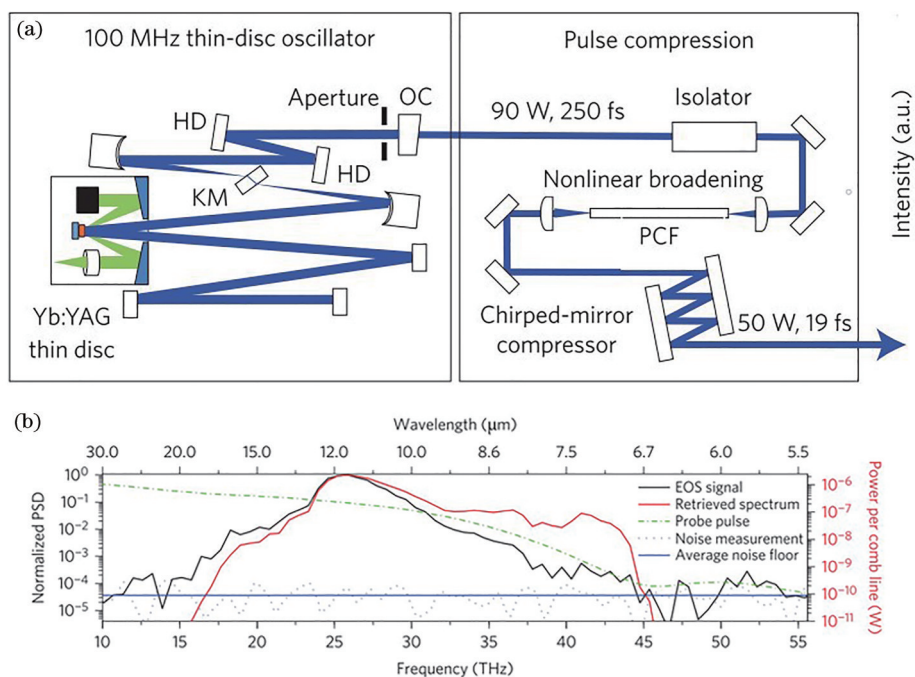 (a)
100 MHz thin-disc oscillator
Pulse compression
Aperture
OC
HD
90 W, 250 fs
Isolator
HD
KM
Nonlinear broadening
PCF
Yb:YAG
thin disc
Chirped-mirror
compressor
50 W, 19 fs
Intensity (a.u.)
(b)
Wavelength (μm)
30.0 20.0 15.0 12.0 10.0 8.6 7.5 6.7 6.0 5.5
Normalized PSD
10⁰
10⁻¹
10⁻²
10⁻³
10⁻⁴
10⁻⁵
EOS signal
Retrieved spectrum
Probe pulse
Noise measurement
Average noise floor
10⁻⁶
10⁻⁷
10⁻⁸
10⁻⁹
10⁻¹⁰
10⁻¹¹
Power per comb line (W)
10 15 20 25 30 35 40 45 50 55
Frequency (THz)